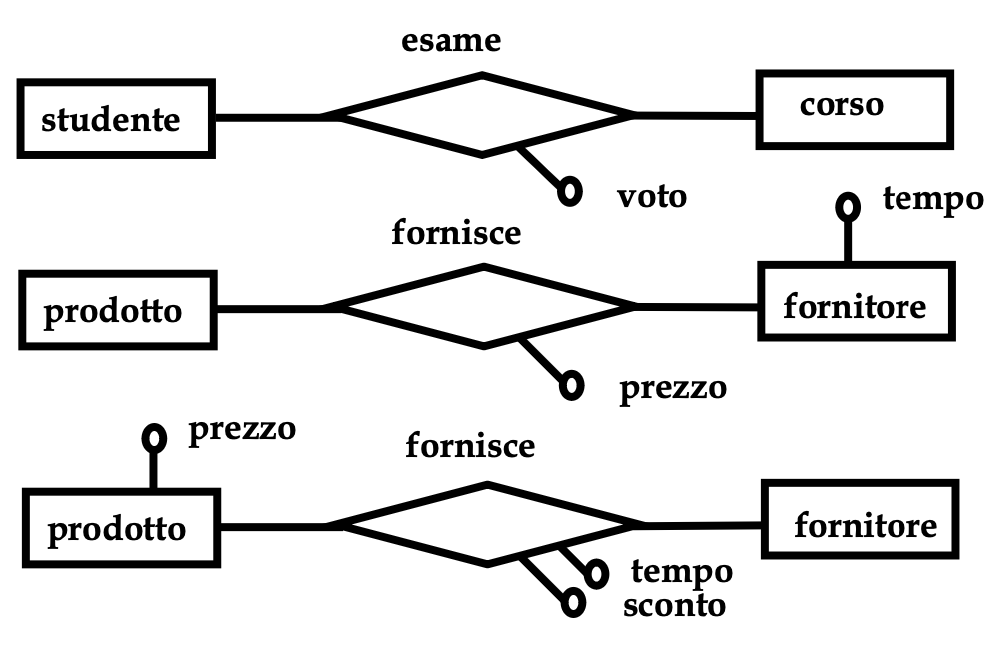 esame
studente
corso
voto
tempo
fornisce
prodotto
fornitore
prezzo
prezzo
fornisce
prodotto
fornitore
tempo
sconto